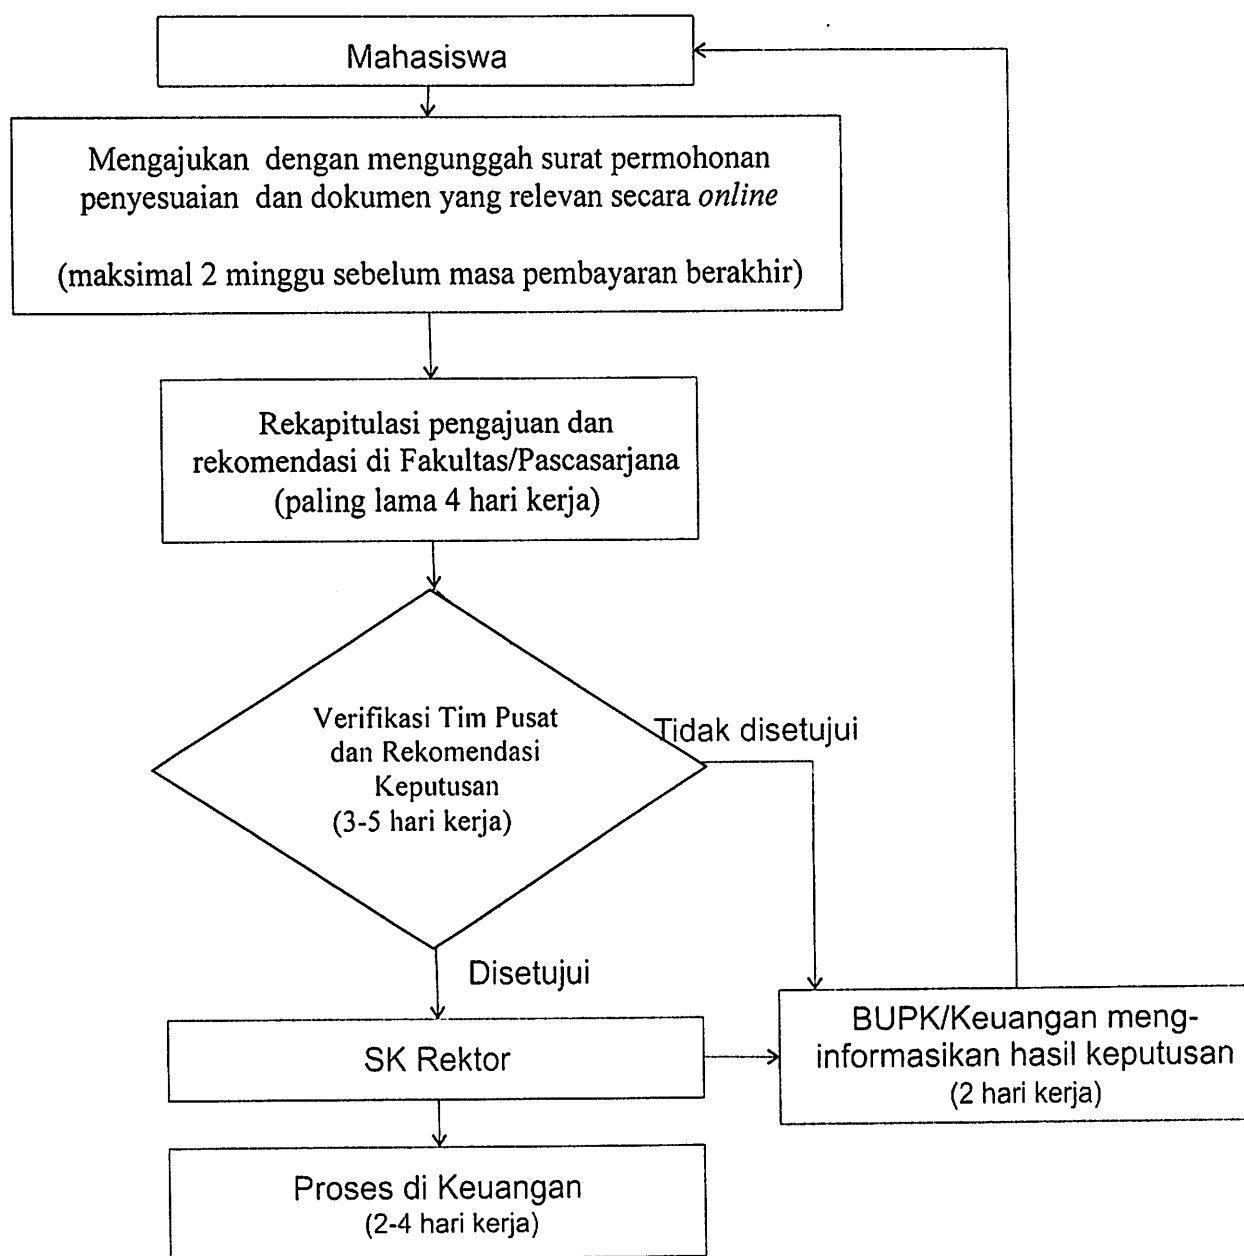 Mahasiswa
Mengajukan dengan mengunggah surat permohonan
penyesuaian dan dokumen yang relevan secara online
(maksimal 2 minggu sebelum masa pembayaran berakhir)
Rekapitulasi pengajuan dan
rekomendasi di Fakultas/Pascasarjana
(paling lama 4 hari kerja)
Verifikasi Tim Pusat
dan Rekomendasi
Keputusan
(3-5 hari kerja)
Tidak disetujui
Disetujui
SK Rektor
BUPK/Keuangan meng-
informasikan hasil keputusan
(2 hari kerja)
Proses di Keuangan
(2-4 hari kerja)